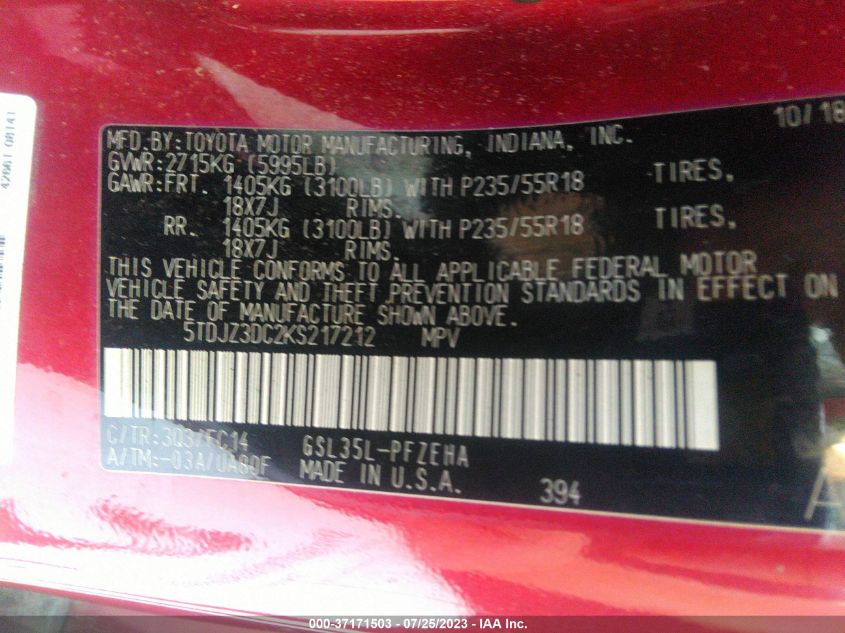 42661 08141
10/18
MFD.BY:TOYOTA MOTOR MANUFACTURING, INDIANA, INC.
GVWR:2715KG (5995LB)
GAWR:FRT. 1405KG (3100LB) WITH P235/55R18 TIRES,
18X7J RIMS.
RR. 1405KG (3100LB) WITH P235/55R18 TIRES,
18X7J RIMS.
THIS VEHICLE CONFORMS TO ALL APPLICABLE FEDERAL MOTOR
VEHICLE SAFETY AND THEFT PREVENTION STANDARDS IN EFFECT ON
THE DATE OF MANUFACTURE SHOWN ABOVE.
5TDJZ3DC2KS217212 MPV
C/TR:3Q3/FC14 GSL35L-PFZEHA
A/TM:-03A/UA80F MADE IN U.S.A. 394
000-37171503 / 07/25/2023 - IAA Inc.